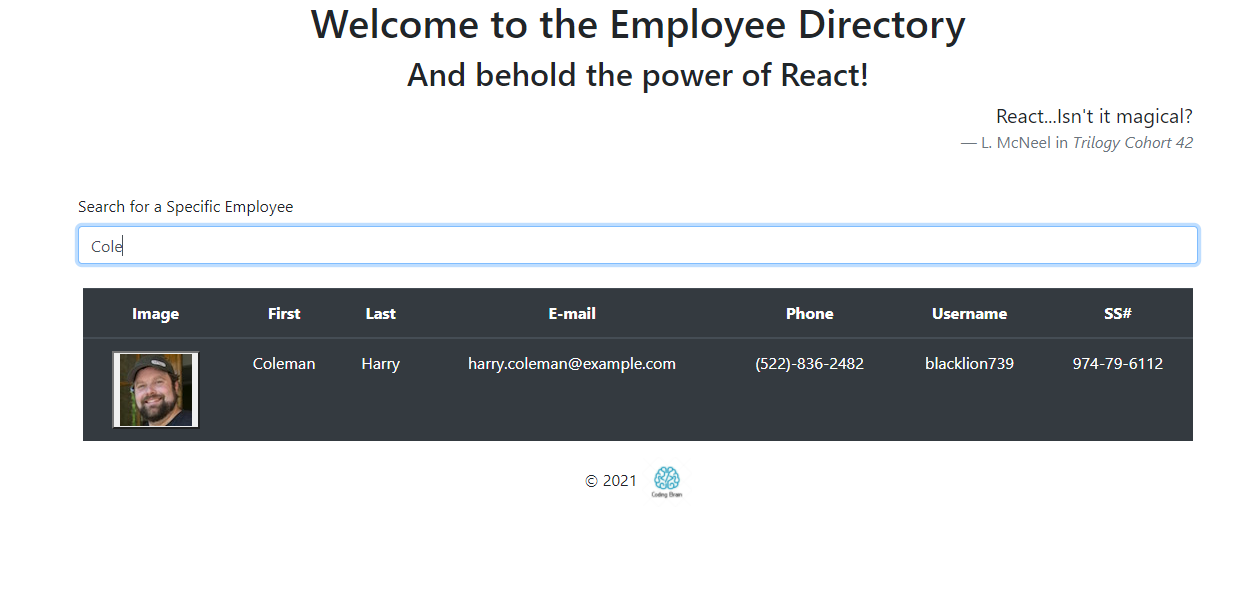 Welcome to the Employee Directory
And behold the power of React!
React...Isn't it magical?
— L. McNeel in Trilogy Cohort 42
Search for a Specific Employee
Cole
Image First Last E-mail Phone Username SS#
Coleman Harry harry.coleman@example.com (522)-836-2482 blacklion739 974-79-6112
© 2021
Coding Brain